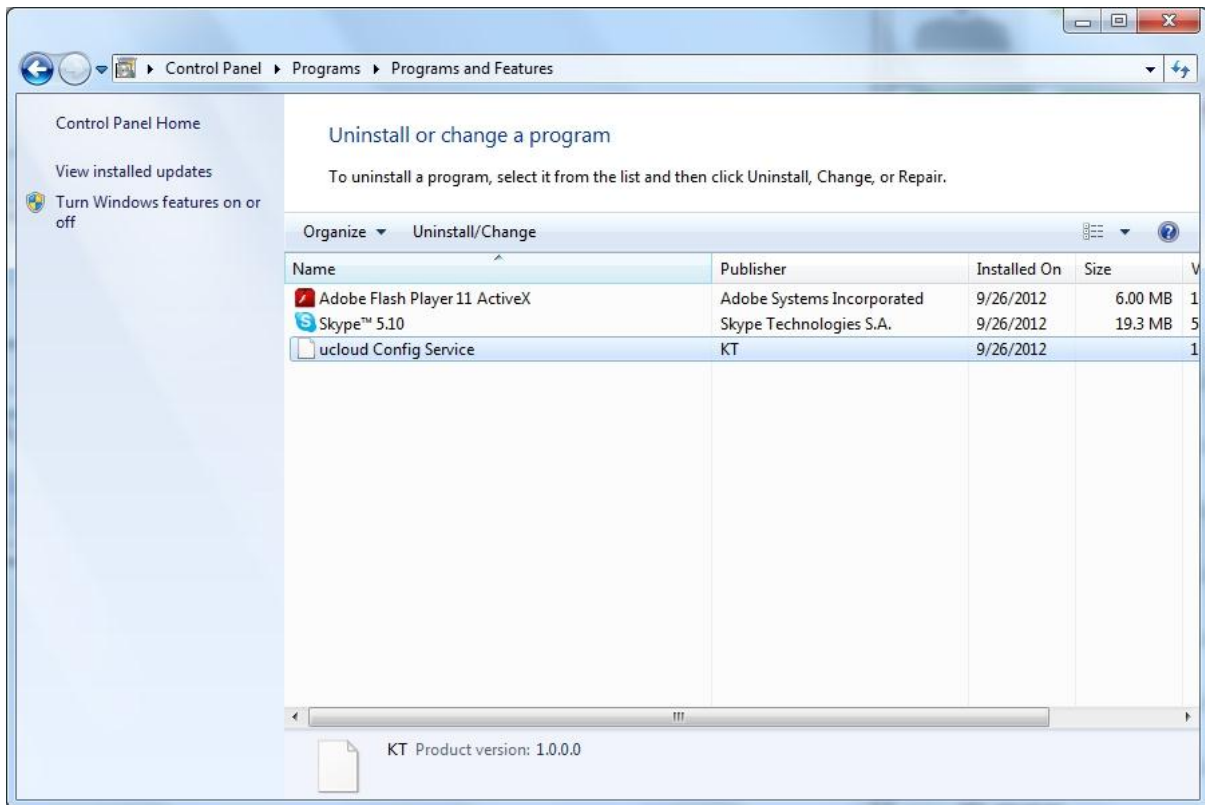 Control Panel ▸ Programs ▸ Programs and Features
Control Panel Home
View installed updates
Turn Windows features on or
off
Uninstall or change a program
To uninstall a program, select it from the list and then click Uninstall, Change, or Repair.
Organize Uninstall/Change
Name Publisher Installed On Size V
Adobe Flash Player 11 ActiveX Adobe Systems Incorporated 9/26/2012 6.00 MB 1
Skype™ 5.10 Skype Technologies S.A. 9/26/2012 19.3 MB 5
ucloud Config Service KT 9/26/2012 1
KT Product version: 1.0.0.0